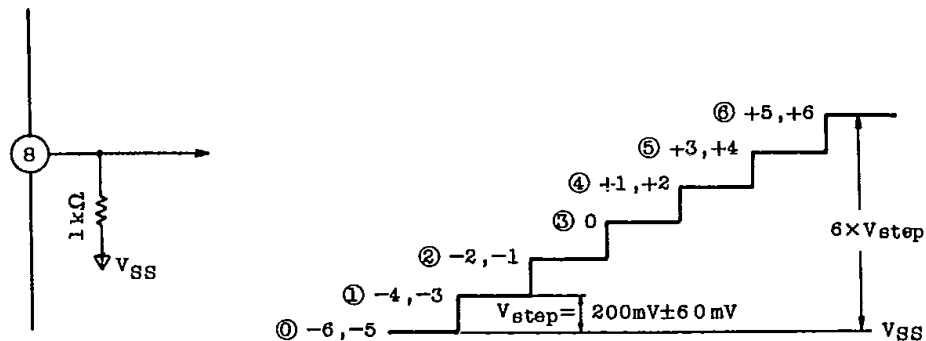 ⑧
1kΩ
VSS
⑥ +5,+6
⑤ +3,+4
④ +1,+2
③ 0
② -2,-1
① -4,-3
⓪ -6,-5
Vstep= 200mV±60mV
6×Vstep
VSS